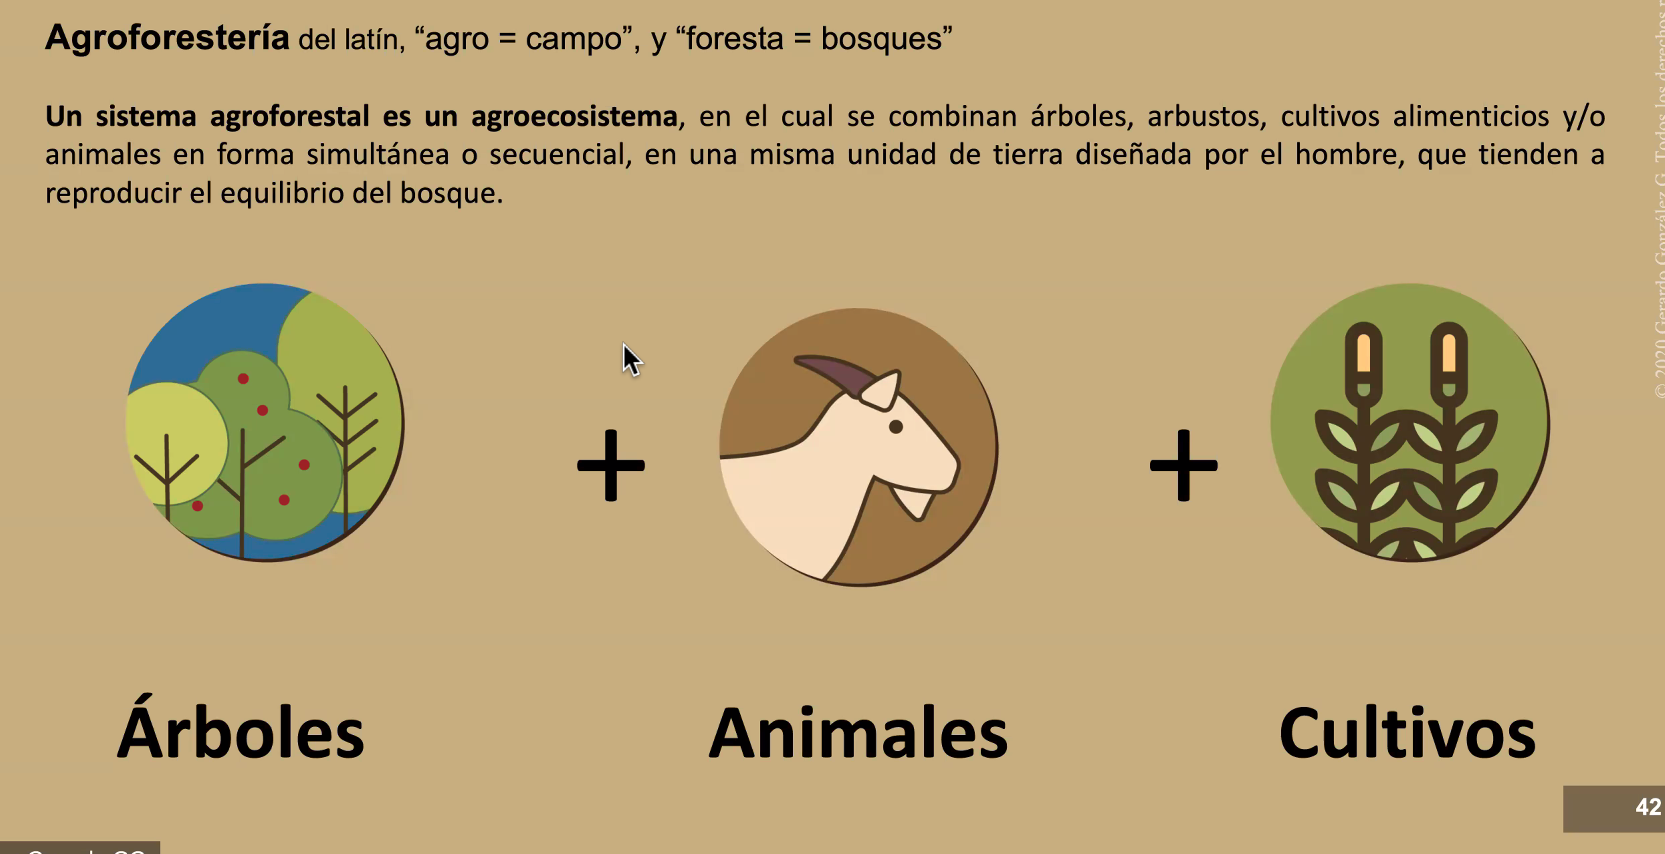 Agroforestería del latín, “agro = campo”, y “foresta = bosques”
Un sistema agroforestal es un agroecosistema, en el cual se combinan árboles, arbustos, cultivos alimenticios y/o
animales en forma simultánea o secuencial, en una misma unidad de tierra diseñada por el hombre, que tienden a
reproducir el equilibrio del bosque.
+
+
Árboles
Animales
Cultivos
42
© 2020 Gerardo González G. Todos los derechos